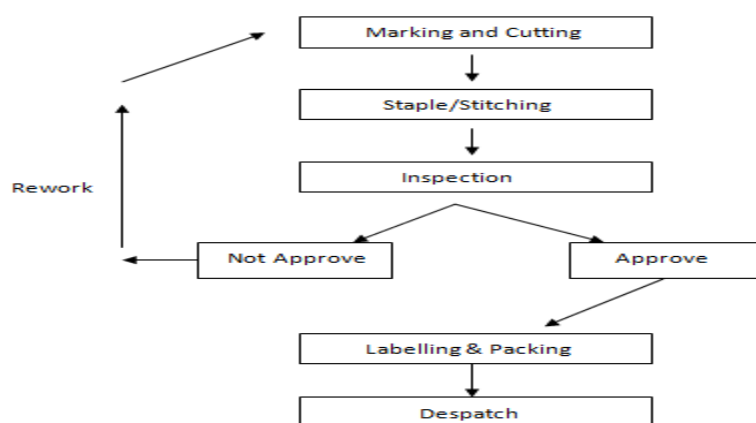 Marking and Cutting
Staple/Stitching
Rework
Inspection
Not Approve
Approve
Labelling & Packing
Despatch